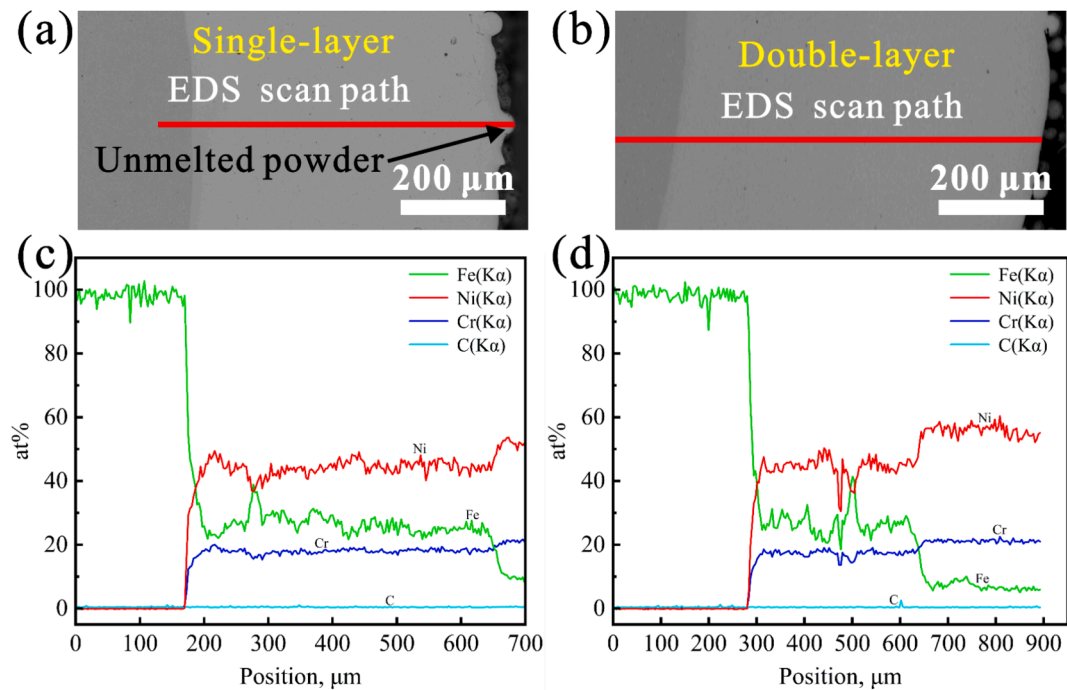 (a)
Single-layer
EDS scan path
Unmelted powder
200 μm
(b)
Double-layer
EDS scan path
200 μm
(c)
Fe(Kα)
Ni(Kα)
Cr(Kα)
C(Kα)
100
80
60
40
20
0
at%
Ni
Fe
Cr
C
0 100 200 300 400 500 600 700
Position, μm
(d)
Fe(Kα)
Ni(Kα)
Cr(Kα)
C(Kα)
100
80
60
40
20
0
at%
Ni
Cr
Fe
C
0 100 200 300 400 500 600 700 800 900
Position, μm